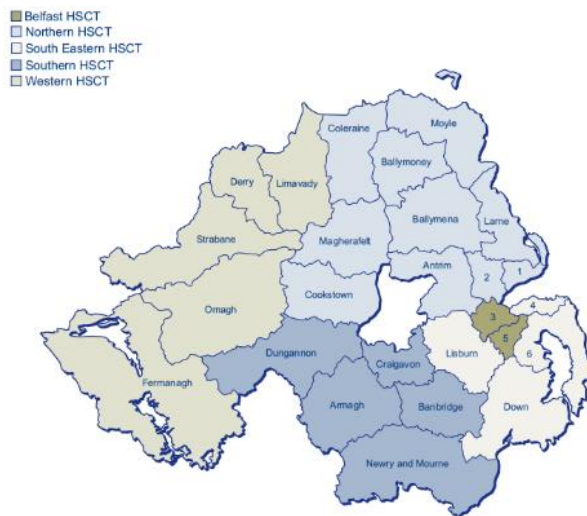 Belfast HSCT
Northern HSCT
South Eastern HSCT
Southern HSCT
Western HSCT
Moyle
Coleraine
Ballymoney
Derry
Limavady
Larne
Ballymena
Strabane
Magherafelt
Antrim
2
1
Cookstown
Omagh
4
3
5
Dungannon
Craigavon
Lisburn
6
Fermanagh
Armagh
Banbridge
Down
Newry and Mourne